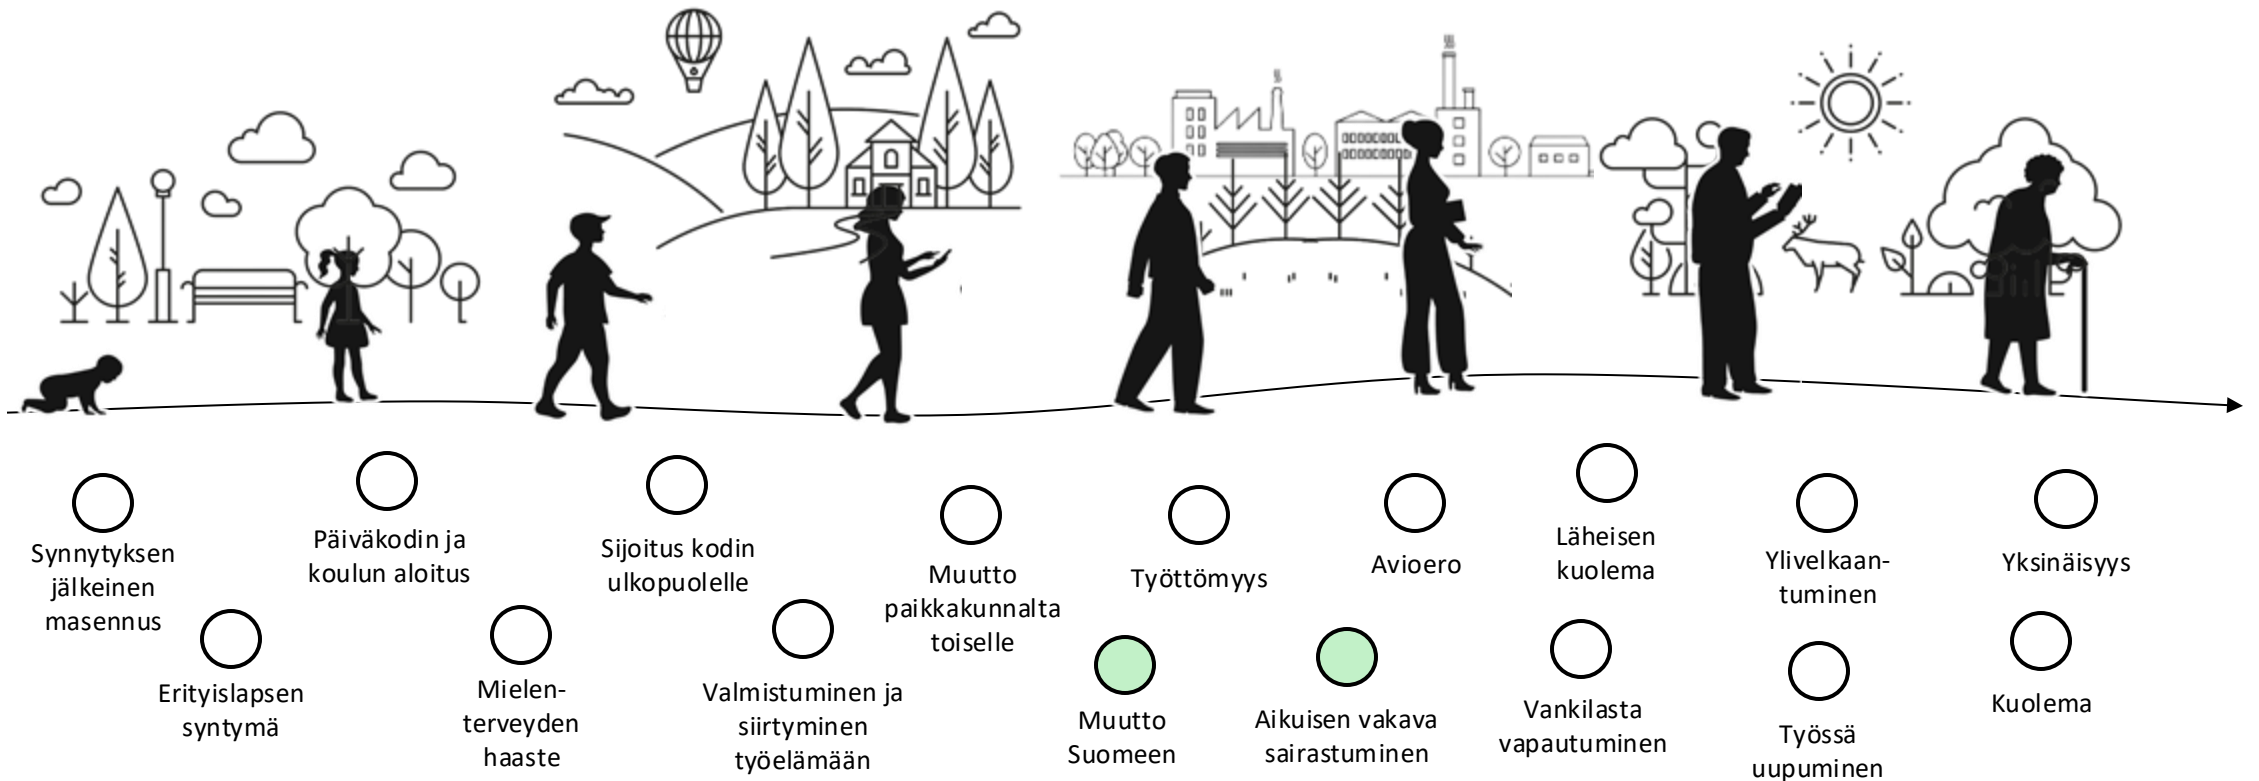 Synnytyksen
jälkeinen
masennus
Erityislapsen
syntymä
Päiväkodin ja
koulun aloitus
Mielen-
terveyden
haaste
Sijoitus kodin
ulkopuolelle
Valmistuminen ja
siirtyminen
työelämään
Muutto
paikkakunnalta
toiselle
Muutto
Suomeen
Työttömyys
Aikuisen vakava
sairastuminen
Avioero
Läheisen
kuolema
Vankilasta
vapautuminen
Ylivelkaan-
tuminen
Työssä
uupuminen
Yksinäisyys
Kuolema